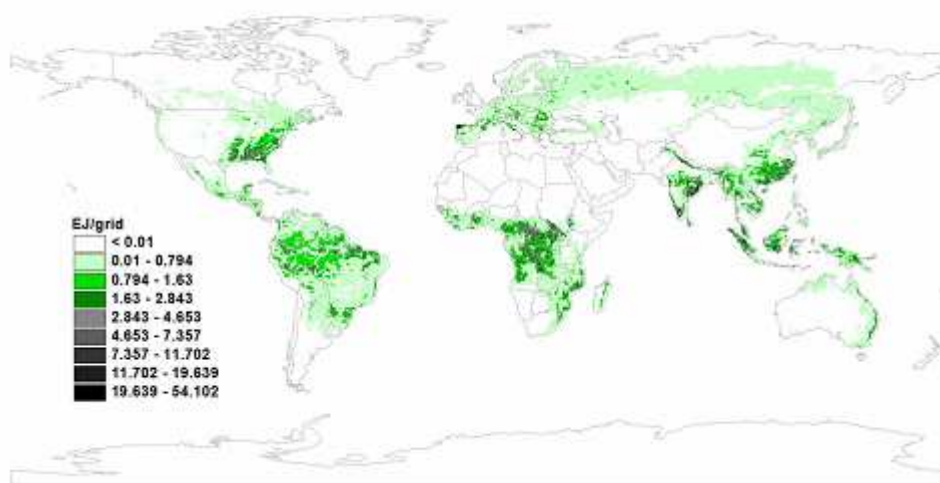 EJ/grid
< 0.01
0.01 - 0.794
0.794 - 1.63
1.63 - 2.843
2.843 - 4.653
4.653 - 7.357
7.357 - 11.702
11.702 - 19.639
19.639 - 54.102